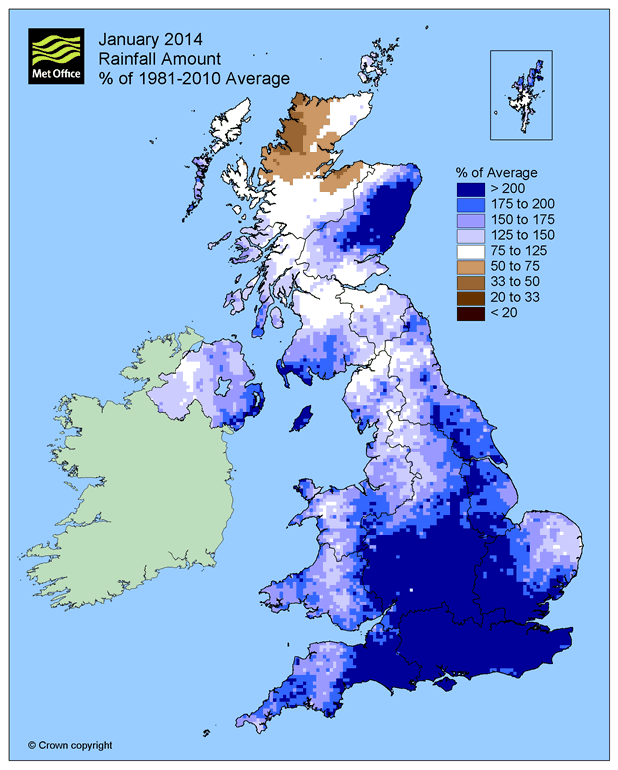 Met Office
January 2014
Rainfall Amount
% of 1981-2010 Average
% of Average
> 200
175 to 200
150 to 175
125 to 150
75 to 125
50 to 75
33 to 50
20 to 33
< 20
© Crown copyright